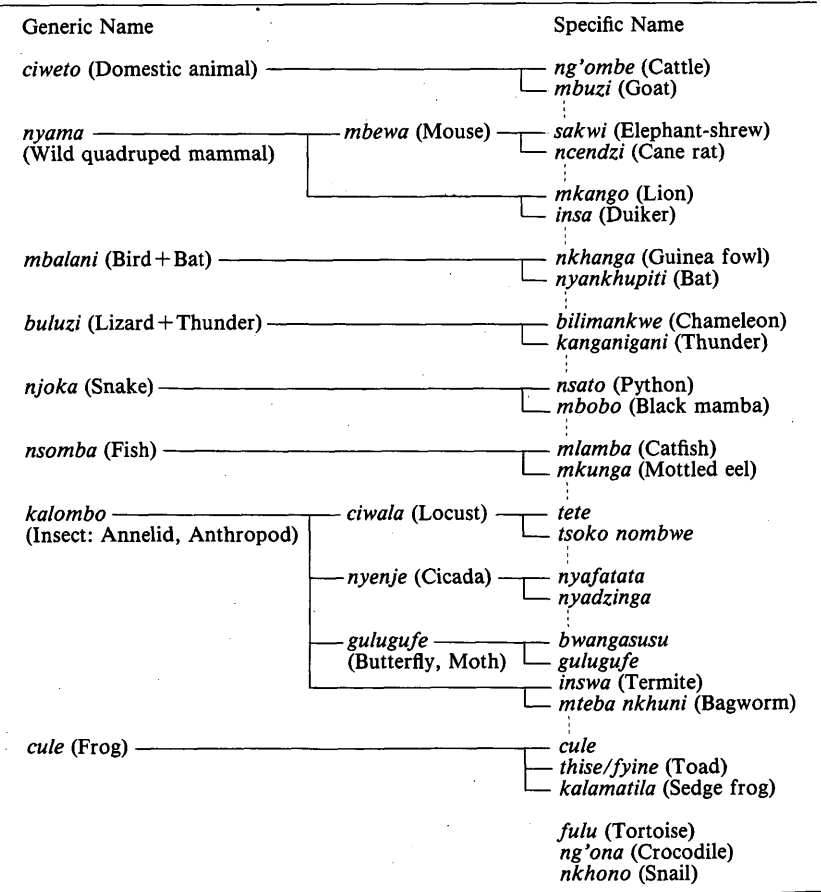 Generic Name Specific Name
ciweto (Domestic animal) ng'ombe (Cattle)
mbuzi (Goat)
nyama mbewa (Mouse) sakwi (Elephant-shrew)
(Wild quadruped mammal) ncendzi (Cane rat)
mkango (Lion)
insa (Duiker)
mbalani (Bird+Bat) nkhanga (Guinea fowl)
nyankhupiti (Bat)
buluzi (Lizard+Thunder) bilimankwe (Chameleon)
kanganigani (Thunder)
njoka (Snake) nsato (Python)
mbobo (Black mamba)
nsomba (Fish) mlamba (Catfish)
mkunga (Mottled eel)
kalombo ciwala (Locust) tete
(Insect: Annelid, Anthropod) tsoko nombwe
nyenje (Cicada) nyafatata
nyadzinga
gulugufe bwangasusu
(Butterfly, Moth) gulugufe
inswa (Termite)
mteba nkhuni (Bagworm)
cule (Frog) cule
thise/fyine (Toad)
kalamatila (Sedge frog)
fulu (Tortoise)
ng'ona (Crocodile)
nkhono (Snail)